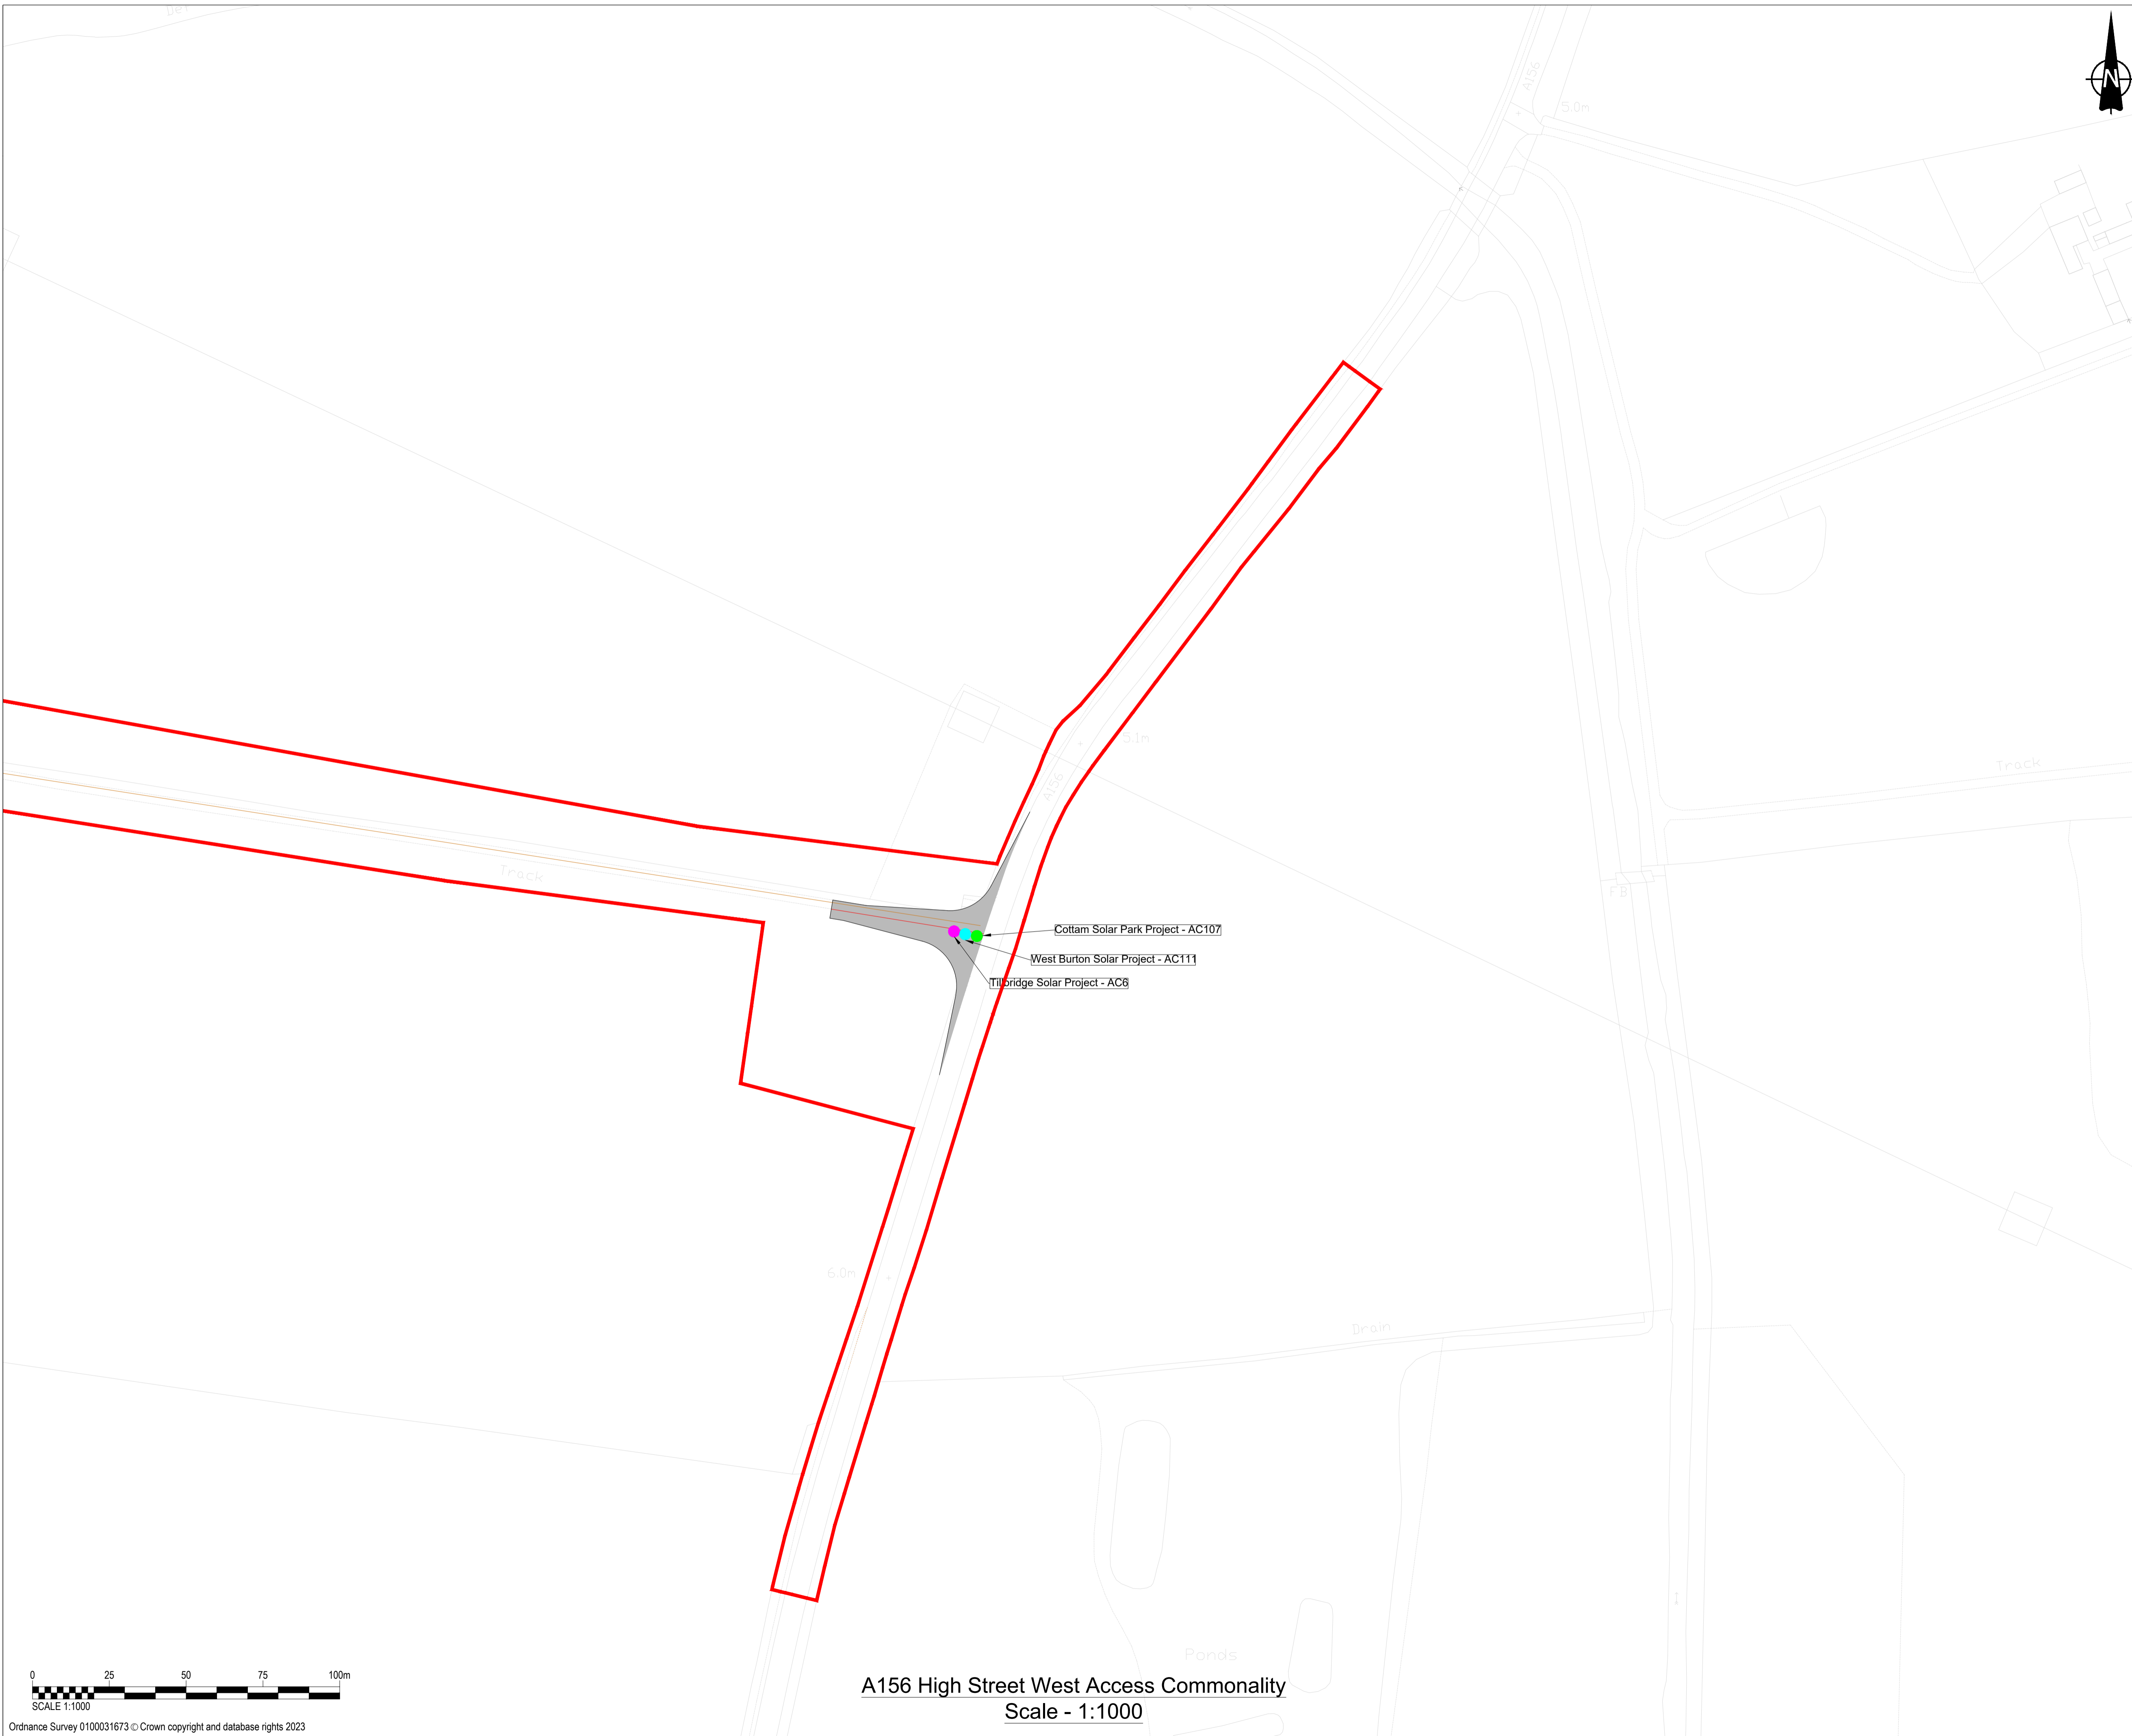 A156
5.0m
N
5.1m
A156
Track
Track
FB
Cottam Solar Park Project - AC107
West Burton Solar Project - AC111
Tillbridge Solar Project - AC6
6.0m
Drain
Ponds
0 25 50 75 100m
SCALE 1:1000
A156 High Street West Access Commonality
Scale - 1:1000
Ordnance Survey 0100031673 © Crown copyright and database rights 2023